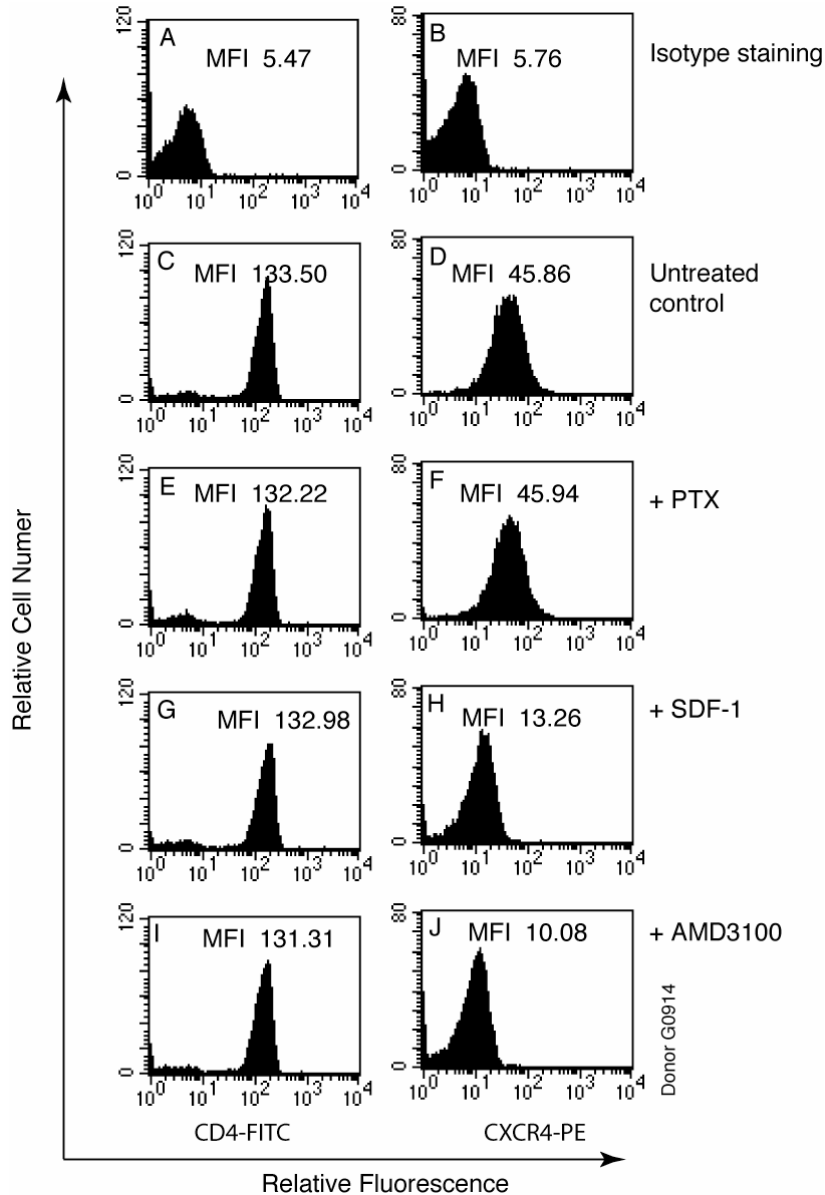 A
MFI 5.47
120
0
10^0 10^1 10^2 10^3 10^4
B
MFI 5.76
80
0
10^0 10^1 10^2 10^3 10^4
Isotype staining
C
MFI 133.50
120
0
10^0 10^1 10^2 10^3 10^4
D
MFI 45.86
80
0
10^0 10^1 10^2 10^3 10^4
Untreated
control
E
MFI 132.22
120
0
10^0 10^1 10^2 10^3 10^4
F
MFI 45.94
80
0
10^0 10^1 10^2 10^3 10^4
+ PTX
G
MFI 132.98
120
0
10^0 10^1 10^2 10^3 10^4
H
MFI 13.26
80
0
10^0 10^1 10^2 10^3 10^4
+ SDF-1
I
MFI 131.31
120
0
10^0 10^1 10^2 10^3 10^4
J
MFI 10.08
80
0
10^0 10^1 10^2 10^3 10^4
+ AMD3100
Donor G0914
CD4-FITC
CXCR4-PE
Relative Cell Numer
Relative Fluorescence